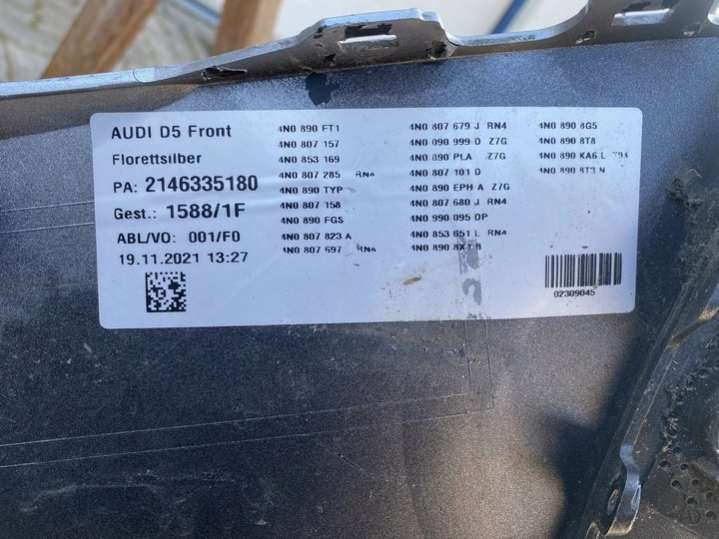 AUDI D5 Front
Florettsilber
PA: 2146335180
Gest.: 1588/1F
ABL/VO: 001/F0
19.11.2021 13:27
4N0 890 FT1
4N0 807 157
4N0 853 169
4N0 807 285 RN4
4N0 890 TYP
4N0 807 158
4N0 890 FGS
4N0 807 823 A
4N0 807 697 RN4
4N0 807 679 J RN4
4N0 090 999 D Z7G
4N0 890 PLA Z7G
4N0 807 101 D
4N0 890 EPH A Z7G
4N0 807 680 J RN4
4N0 990 095 OP
4N0 853 651 L RN4
4N0 890
4N0 890 8G5
4N0 890 8T8
4N0 890 KA6 L
4N0 890 8T3 N
02309045